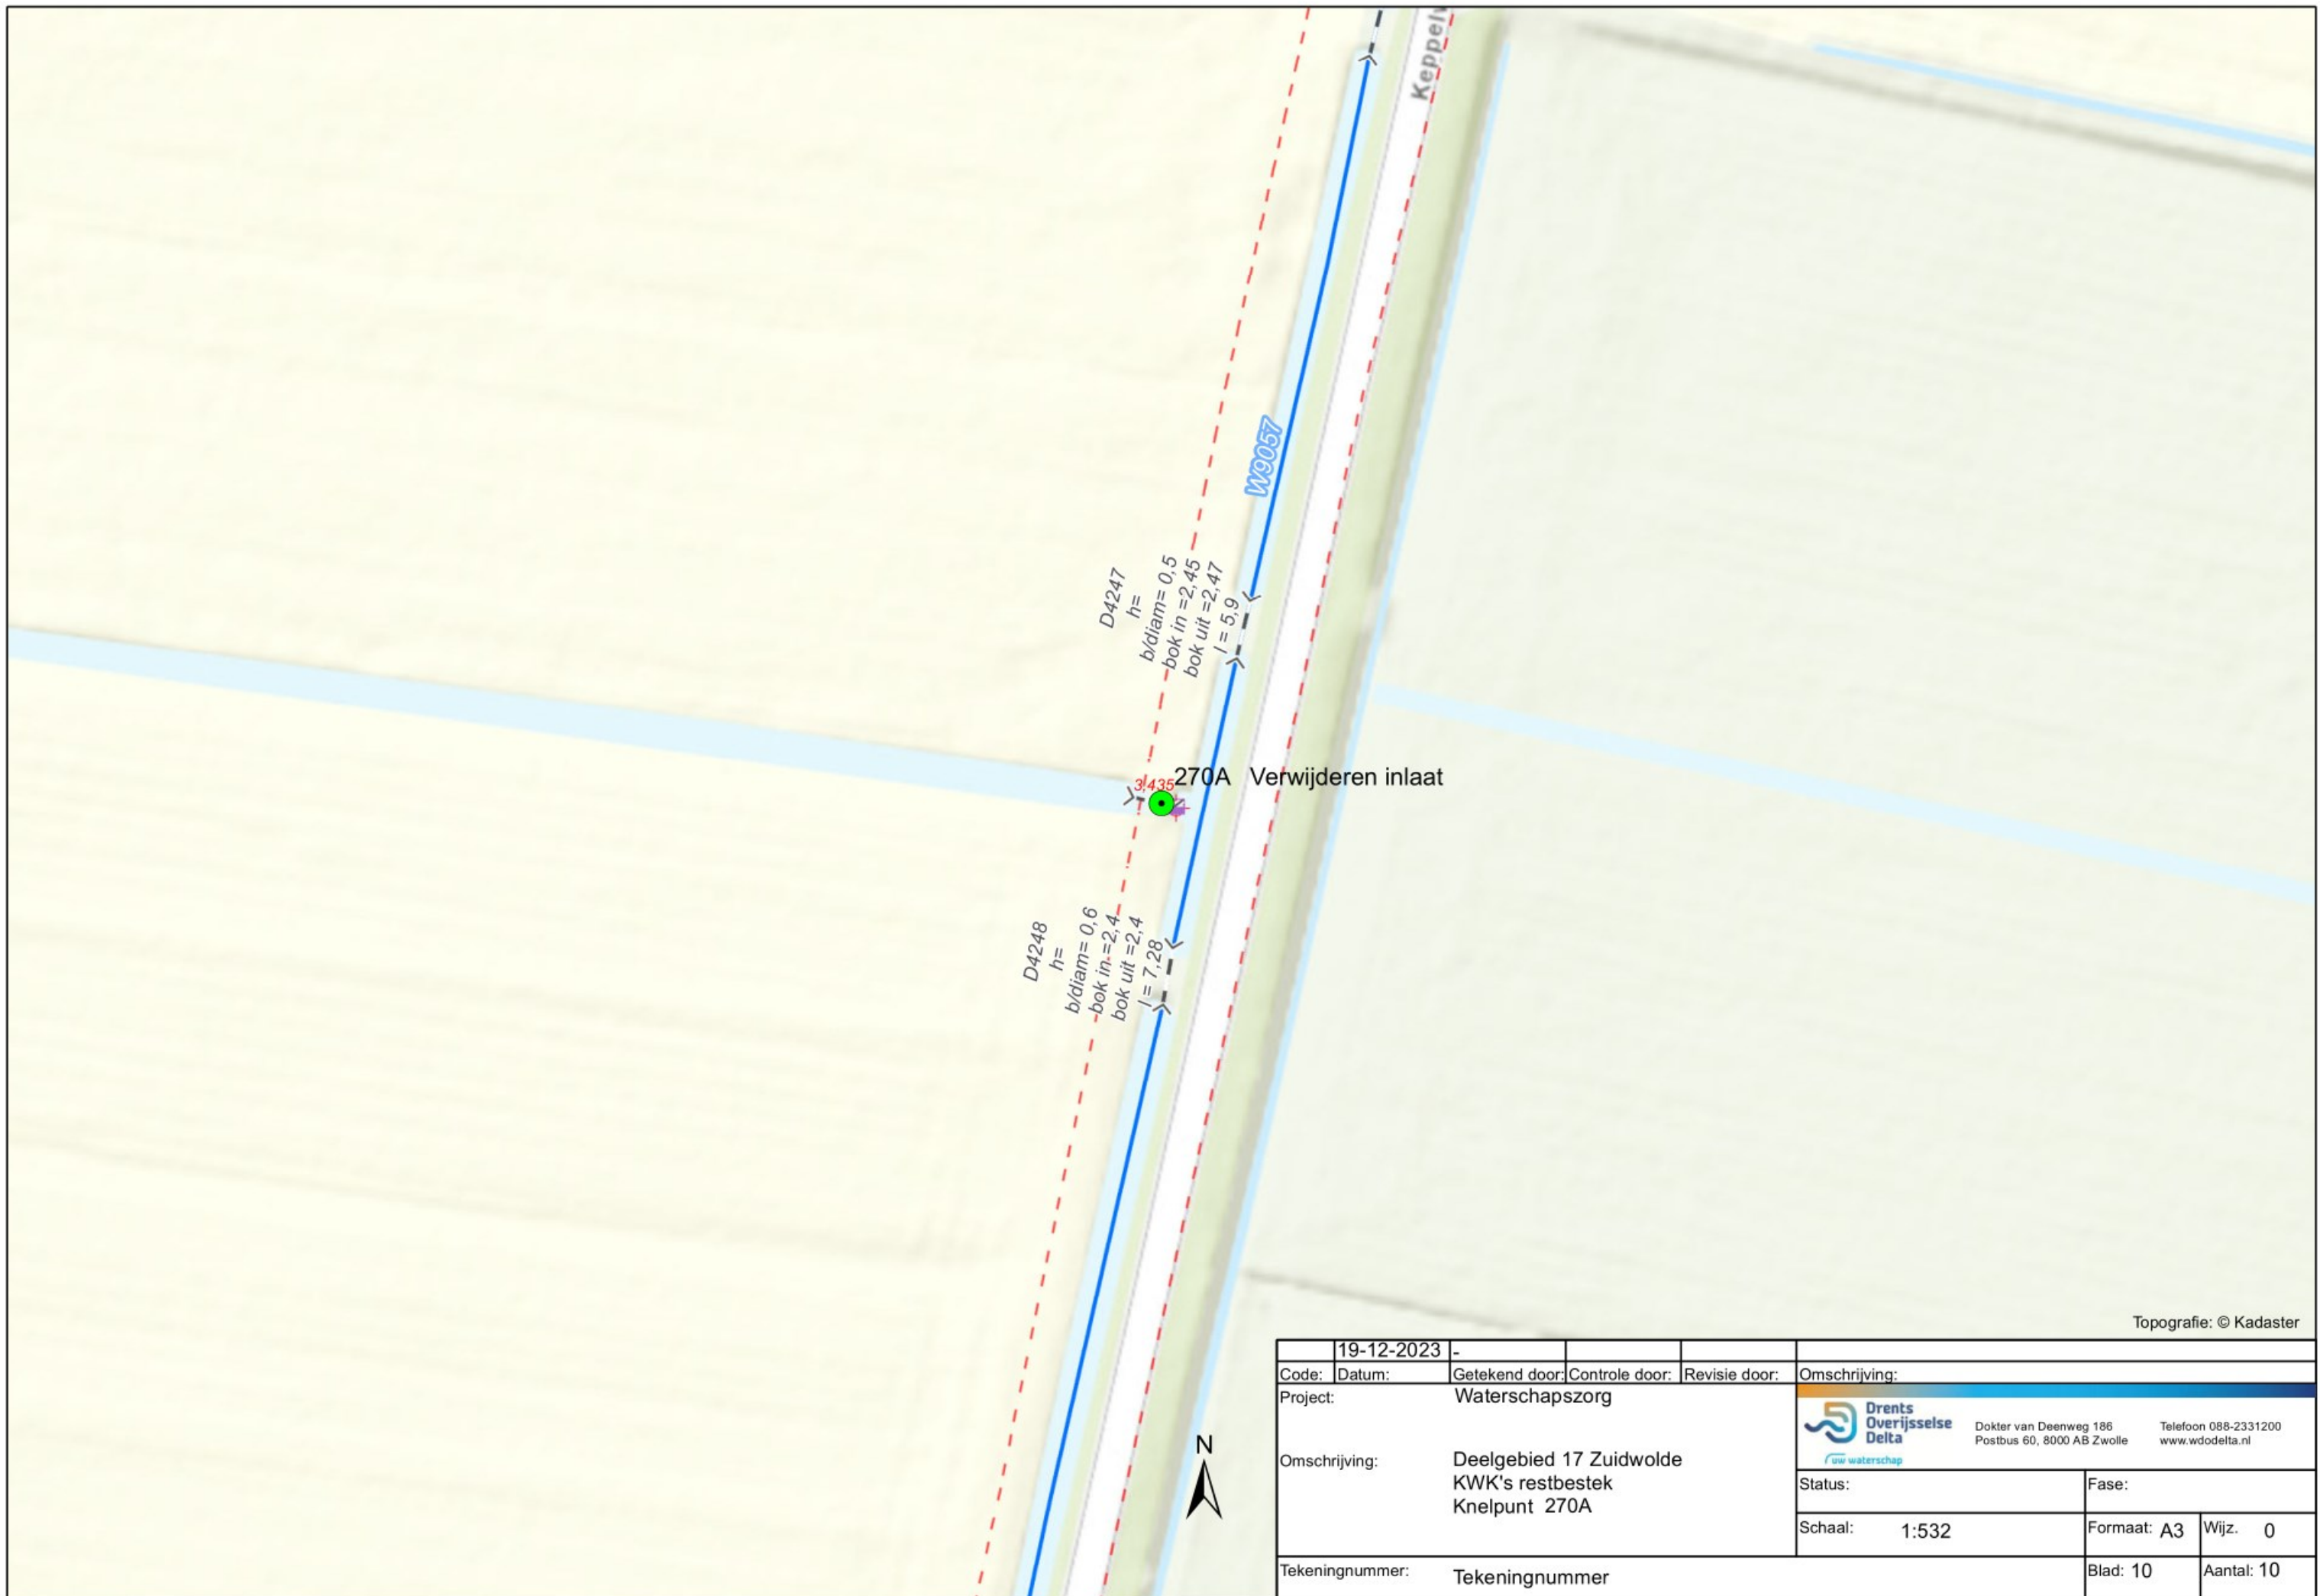 Keppelw
W9057
D4247
h=
b/diam= 0,5
bok in =2,45
bok uit =2,47
l = 5,9
3,435
270A Verwijderen inlaat
D4248
h=
b/diam= 0,6
bok in =2,4
bok uit =2,4
l = 7,28
Topografie: © Kadaster
19-12-2023 -
Code: Datum: Getekend door: Controle door: Revisie door: Omschrijving:
Project: Waterschapszorg
Omschrijving: Deelgebied 17 Zuidwolde
KWK's restbestek
Knelpunt 270A
Drents
Overijsselse
Delta
uw waterschap
Dokter van Deenweg 186
Postbus 60, 8000 AB Zwolle
Telefoon 088-2331200
www.wdodelta.nl
Status: Fase:
Schaal: 1:532 Formaat: A3 Wijz. 0
Tekeningnummer: Tekeningnummer Blad: 10 Aantal: 10
N